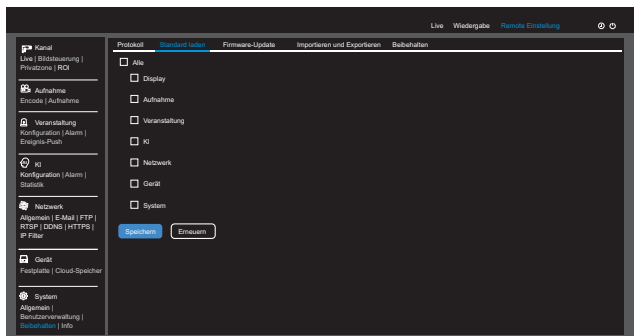 Live Wiedergabe Remote Einstellung
Kanal
Live | Bildsteuerung |
Privatzone | ROI
Aufnahme
Encode | Aufnahme
Veranstaltung
Konfiguration | Alarm |
Ereignis-Push
KI
Konfiguration | Alarm |
Statistik
Netzwerk
Allgemein | E-Mail | FTP |
RTSP | DDNS | HTTPS |
IP Filter
Gerät
Festplatte | Cloud-Speicher
System
Allgemein |
Benutzerverwaltung |
Beibehalten | Info
Protokoll Standard laden Firmware-Update Importieren und Exportieren Beibehalten
Alle
Display
Aufnahme
Veranstaltung
KI
Netzwerk
Gerät
System
Speichern Erneuern